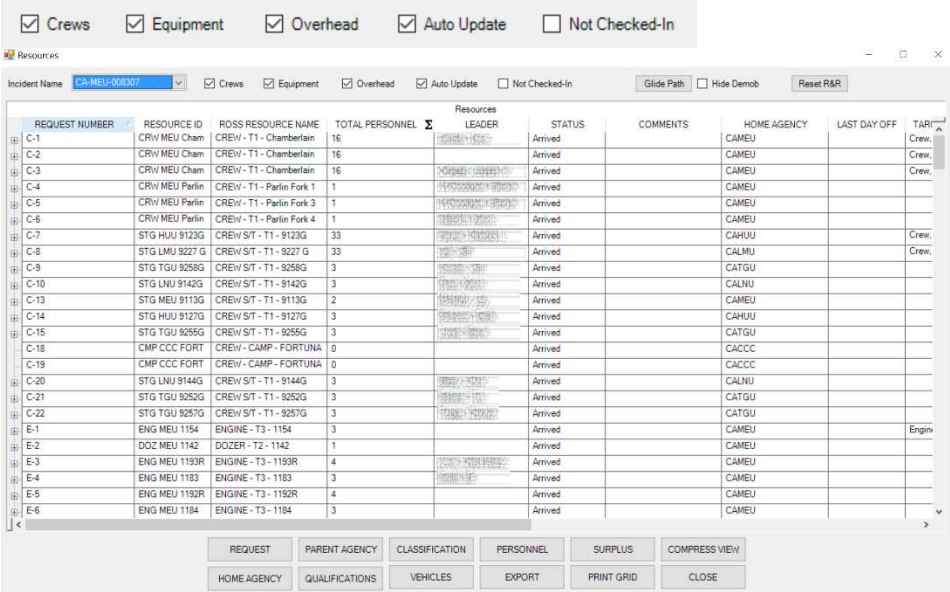 Crews Equipment Overhead Auto Update Not Checked-In
Resources
Incident Name CA-MEU-008307 Crews Equipment Overhead Auto Update Not Checked-In Glide Path Hide Demob Reset R&R
Resources
REQUEST NUMBER RESOURCE ID ROSS RESOURCE NAME TOTAL PERSONNEL Σ LEADER STATUS COMMENTS HOME AGENCY LAST DAY OFF TARG
C-1 CRW MEU Cham CREW - T1 - Chamberlain 16 Arrived CAMEU Crew,
C-2 CRW MEU Cham CREW - T1 - Chamberlain 16 Arrived CAMEU Crew,
C-3 CRW MEU Cham CREW - T1 - Chamberlain 16 Arrived CAMEU Crew,
C-4 CRW MEU Parlin CREW - T1 - Parlin Fork 1 1 Arrived CAMEU
C-5 CRW MEU Parlin CREW - T1 - Parlin Fork 3 1 Arrived CAMEU
C-6 CRW MEU Parlin CREW - T1 - Parlin Fork 4 1 Arrived CAMEU
C-7 STG HUU 9123G CREW S/T - T1 - 9123G 33 Arrived CAHUU Crew,
C-8 STG LMU 9227 G CREW S/T - T1 - 9227 G 33 Arrived CALMU Crew,
C-9 STG TGU 9258G CREW S/T - T1 - 9258G 3 Arrived CATGU
C-10 STG LNU 9142G CREW S/T - T1 - 9142G 3 Arrived CALNU
C-13 STG MEU 9113G CREW S/T - T1 - 9113G 2 Arrived CAMEU
C-14 STG HUU 9127G CREW S/T - T1 - 9127G 3 Arrived CAHUU
C-15 STG TGU 9255G CREW S/T - T1 - 9255G 3 Arrived CATGU
C-18 CMP CCC FORT CREW - CAMP - FORTUNA 0 Arrived CACCC
C-19 CMP CCC FORT CREW - CAMP - FORTUNA 0 Arrived CACCC
C-20 STG LNU 9144G CREW S/T - T1 - 9144G 3 Arrived CALNU
C-21 STG TGU 9252G CREW S/T - T1 - 9252G 3 Arrived CATGU
C-22 STG TGU 9257G CREW S/T - T1 - 9257G 3 Arrived CATGU
E-1 ENG MEU 1154 ENGINE - T3 - 1154 3 Arrived CAMEU Engine
E-2 DOZ MEU 1142 DOZER - T2 - 1142 1 Arrived CAMEU
E-3 ENG MEU 1193R ENGINE - T3 - 1193R 4 Arrived CAMEU
E-4 ENG MEU 1183 ENGINE - T3 - 1183 3 Arrived CAMEU
E-5 ENG MEU 1192R ENGINE - T3 - 1192R 4 Arrived CAMEU
E-6 ENG MEU 1184 ENGINE - T3 - 1184 3 Arrived CAMEU
REQUEST PARENT AGENCY CLASSIFICATION PERSONNEL SURPLUS COMPRESS VIEW
HOME AGENCY QUALIFICATIONS VEHICLES EXPORT PRINT GRID CLOSE